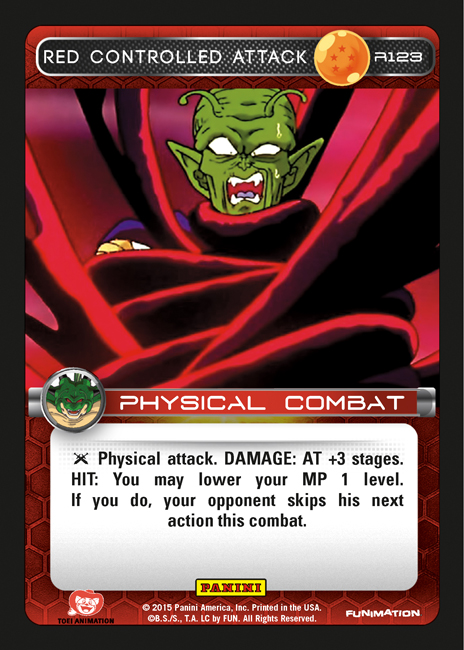 RED CONTROLLED ATTACK
R123
PHYSICAL COMBAT
Physical attack. DAMAGE: AT +3 stages.
HIT: You may lower your MP 1 level.
If you do, your opponent skips his next
action this combat.
PANINI
TOEI ANIMATION
© 2015 Panini America, Inc. Printed in the USA.
©B.S./S., T.A. LC by FUN. All Rights Reserved.
FUNIMATION